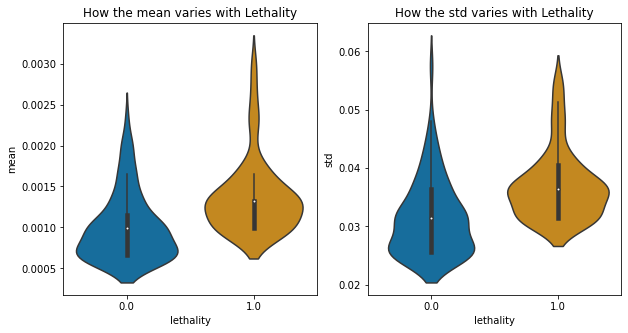 How the mean varies with Lethality
0.0030
0.0025
0.0020
0.0015
0.0010
0.0005
mean
0.0
1.0
lethality
How the std varies with Lethality
0.06
0.05
0.04
0.03
0.02
std
0.0
1.0
lethality